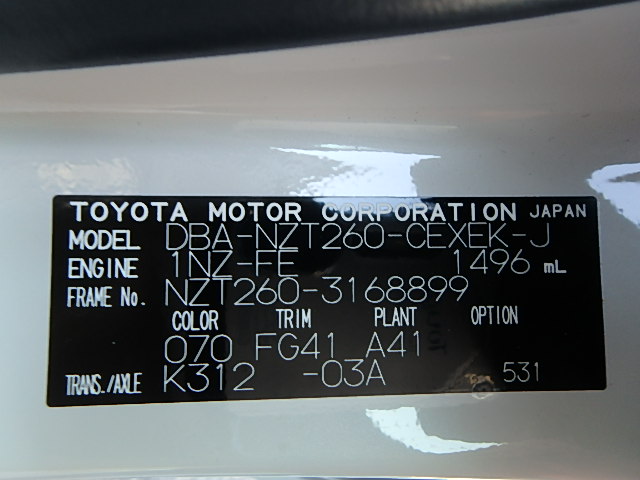 TOYOTA MOTOR CORPORATION JAPAN
MODEL DBA-NZT260-CEXEK-J
ENGINE 1NZ-FE 1496 mL
FRAME No. NZT260-3168899
COLOR TRIM PLANT OPTION
070 FG41 A41
TRANS./AXLE K312 -03A 531